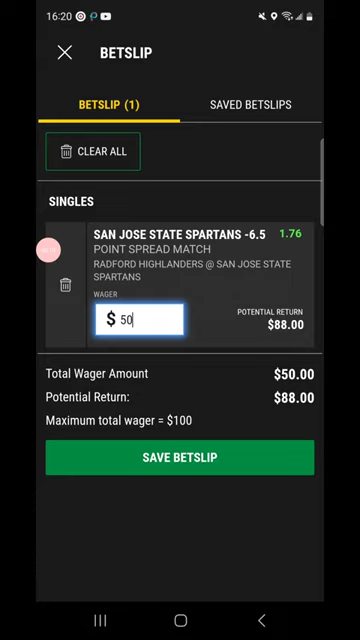 16:20
BETSLIP
BETSLIP (1) SAVED BETSLIPS
CLEAR ALL
SINGLES
SAN JOSE STATE SPARTANS -6.5 1.76
POINT SPREAD MATCH
RADFORD HIGHLANDERS @ SAN JOSE STATE
SPARTANS
WAGER
$ 50
POTENTIAL RETURN
$88.00
Total Wager Amount $50.00
Potential Return: $88.00
Maximum total wager = $100
SAVE BETSLIP